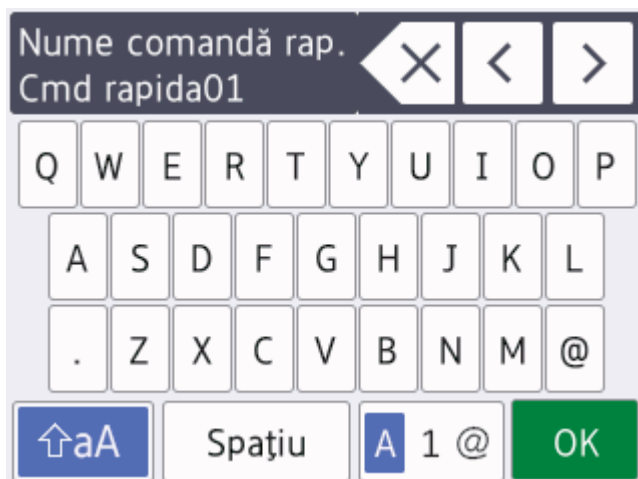 Nume comandă rap.
Cmd rapida01
Q W E R T Y U I O P
A S D F G H J K L
. Z X C V B N M @
aA Spaţiu A 1 @ OK